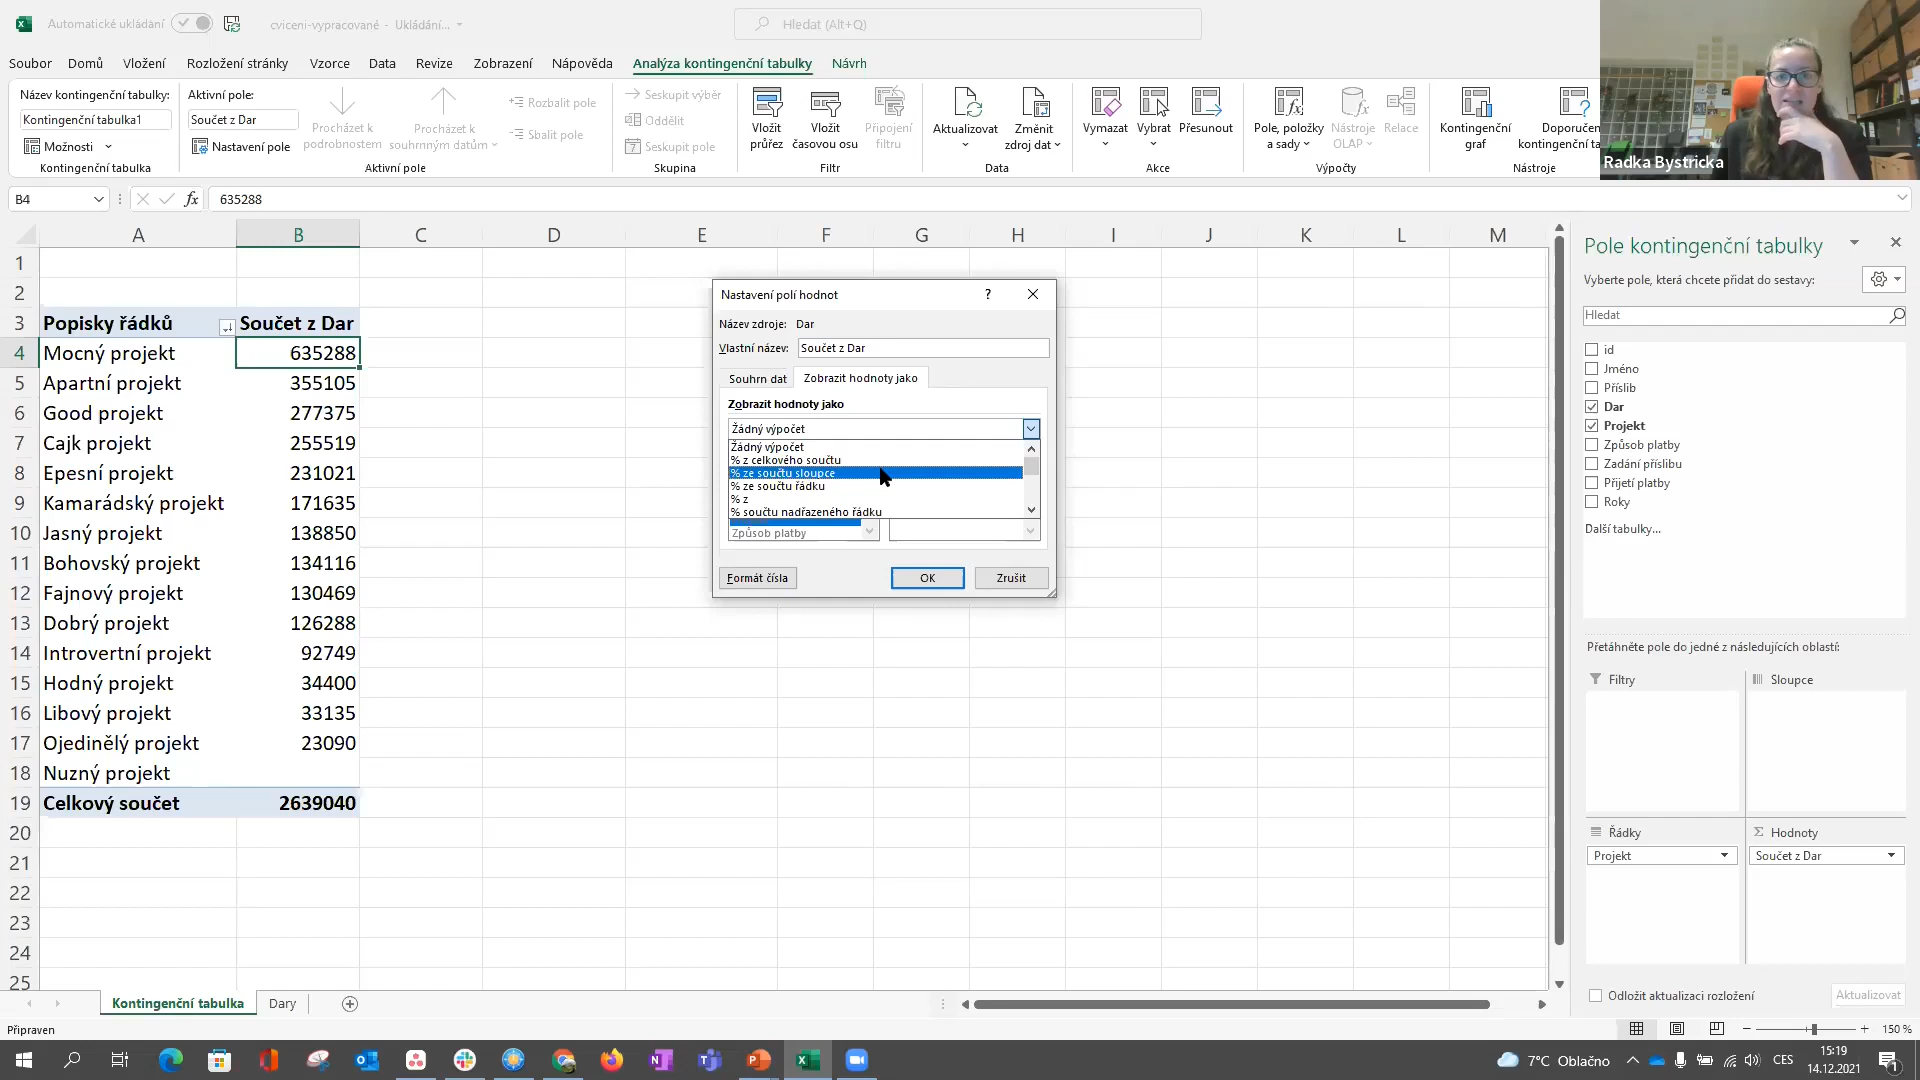 Automatické ukládání
cviceni-vypracované - Ukládání...
Hledat (Alt+Q)
Soubor Domů Vložení Rozložení stránky Vzorce Data Revize Zobrazení Nápověda Analýza kontingenční tabulky Návrh
Název kontingenční tabulky:
Kontingenční tabulka1
Možnosti
Kontingenční tabulka
Aktivní pole:
Součet z Dar
Nastavení pole
Procházet k
podrobnostem
Procházet k
souhrnným datům
Rozbalit pole
Sbalit pole
Aktivní pole
Seskupit výběr
Oddělit
Seskupit pole
Skupina
Vložit
průřez
Vložit
časovou osu
Připojení
filtru
Filtr
Aktualizovat
Změnit
zdroj dat
Data
Vymazat
Vybrat
Přesunout
Akce
Pole, položky
a sady
Nástroje
OLAP
Relace
Výpočty
Kontingenční
graf
Doporučen
kontingenční ta
Nástroje
Radka Bystricka
B4
fx
635288
A B C D E F G H I J K L M
1
2
3 Popisky řádků Součet z Dar
4 Mocný projekt 635288
5 Apartní projekt 355105
6 Good projekt 277375
7 Cajk projekt 255519
8 Epesní projekt 231021
9 Kamarádský projekt 171635
10 Jasný projekt 138850
11 Bohovský projekt 134116
12 Fajnový projekt 130469
13 Dobrý projekt 126288
14 Introvertní projekt 92749
15 Hodný projekt 34400
16 Libový projekt 33135
17 Ojedinělý projekt 23090
18 Nuzný projekt
19 Celkový součet 2639040
20
21
22
23
24
25
Nastavení polí hodnot
?
Název zdroje: Dar
Vlastní název: Součet z Dar
Souhrn dat Zobrazit hodnoty jako
Zobrazit hodnoty jako
Žádný výpočet
Žádný výpočet
% z celkového součtu
% ze součtu sloupce
% ze součtu řádku
% z
% součtu nadřazeného řádku
Způsob platby
Formát čísla OK Zrušit
Pole kontingenční tabulky
Vyberte pole, která chcete přidat do sestavy:
Hledat
id
Jméno
Příslib
Dar
Projekt
Způsob platby
Zadání příslibu
Přijetí platby
Roky
Další tabulky...
Přetáhněte pole do jedné z následujících oblastí:
Filtry
Sloupce
Řádky
Projekt
Σ Hodnoty
Součet z Dar
Odložit aktualizaci rozložení
Aktualizovat
Kontingenční tabulka Dary
Připraven
150 %
7°C Oblačno
CES
15:19
14.12.2021
1